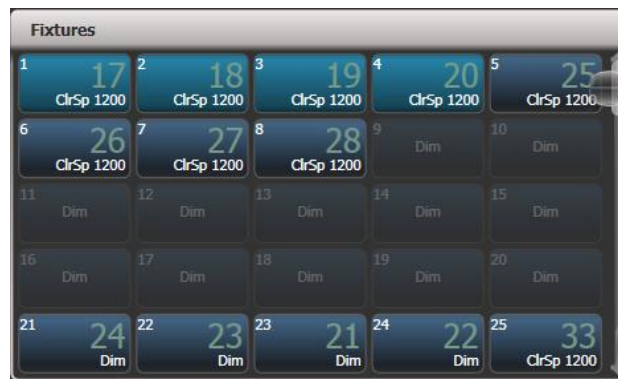 Fixtures
1 17 2 18 3 19 4 20 5 25
ClrSp 1200 ClrSp 1200 ClrSp 1200 ClrSp 1200 ClrSp 1200
6 26 7 27 8 28 9 10
ClrSp 1200 ClrSp 1200 ClrSp 1200 Dim Dim
11 12 13 14 15
Dim Dim Dim Dim Dim
16 17 18 19 20
Dim Dim Dim Dim Dim
21 24 22 23 23 21 24 22 25 33
Dim Dim Dim Dim ClrSp 1200